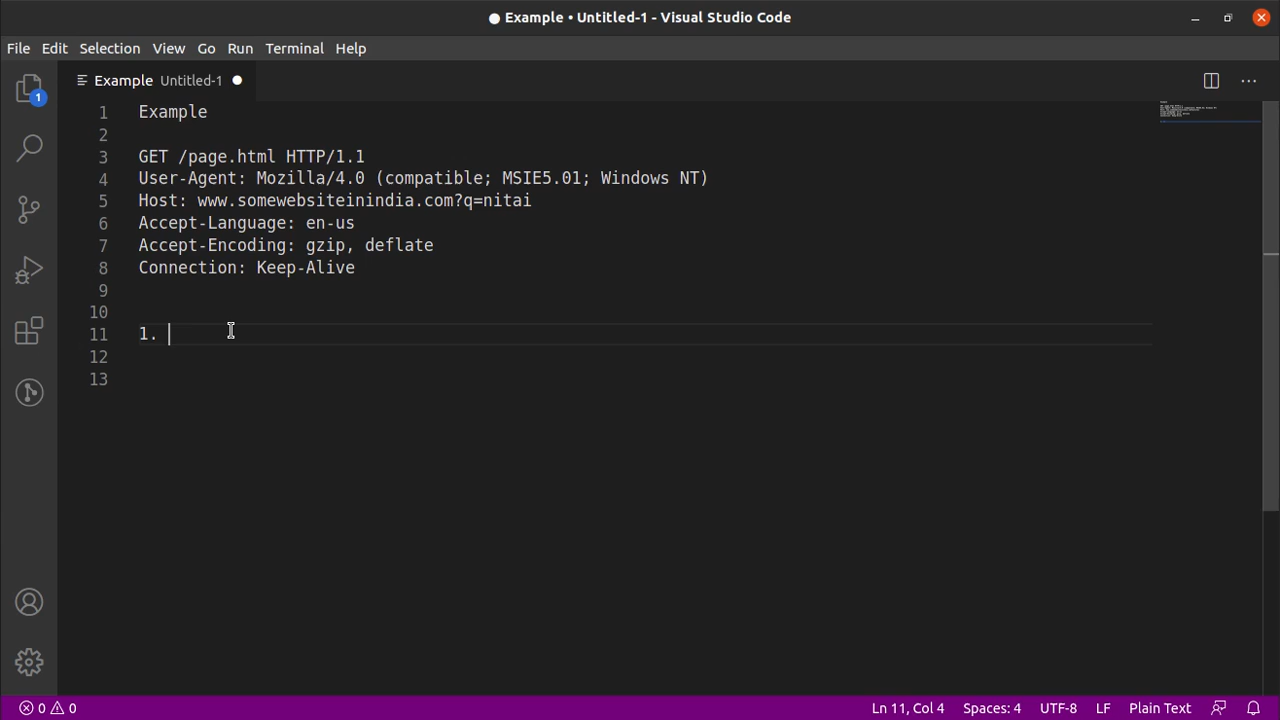 Example • Untitled-1 - Visual Studio Code
File Edit Selection View Go Run Terminal Help
Example Untitled-1
1 Example
2
3 GET /page.html HTTP/1.1
4 User-Agent: Mozilla/4.0 (compatible; MSIE5.01; Windows NT)
5 Host: www.somewebsiteinindia.com?q=nitai
6 Accept-Language: en-us
7 Accept-Encoding: gzip, deflate
8 Connection: Keep-Alive
9
10
11 1.
12
13
1
0 0 Ln 11, Col 4 Spaces: 4 UTF-8 LF Plain Text